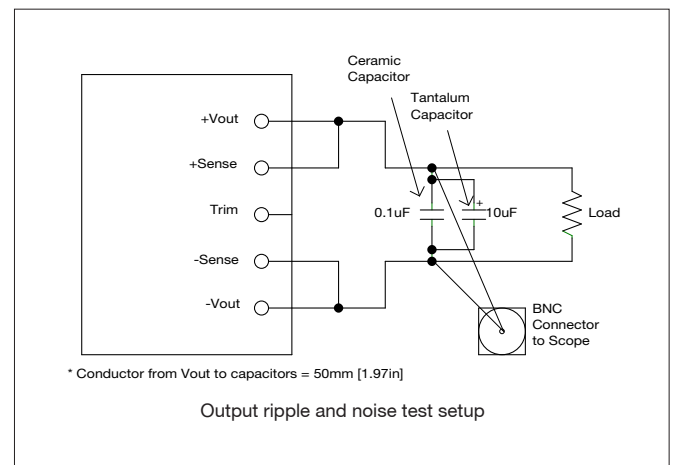 Ceramic
Capacitor
Tantalum
Capacitor
+Vout
+Sense
Trim
-Sense
-Vout
0.1uF
+
10uF
Load
BNC
Connector
to Scope
* Conductor from Vout to capacitors = 50mm [1.97in]
Output ripple and noise test setup